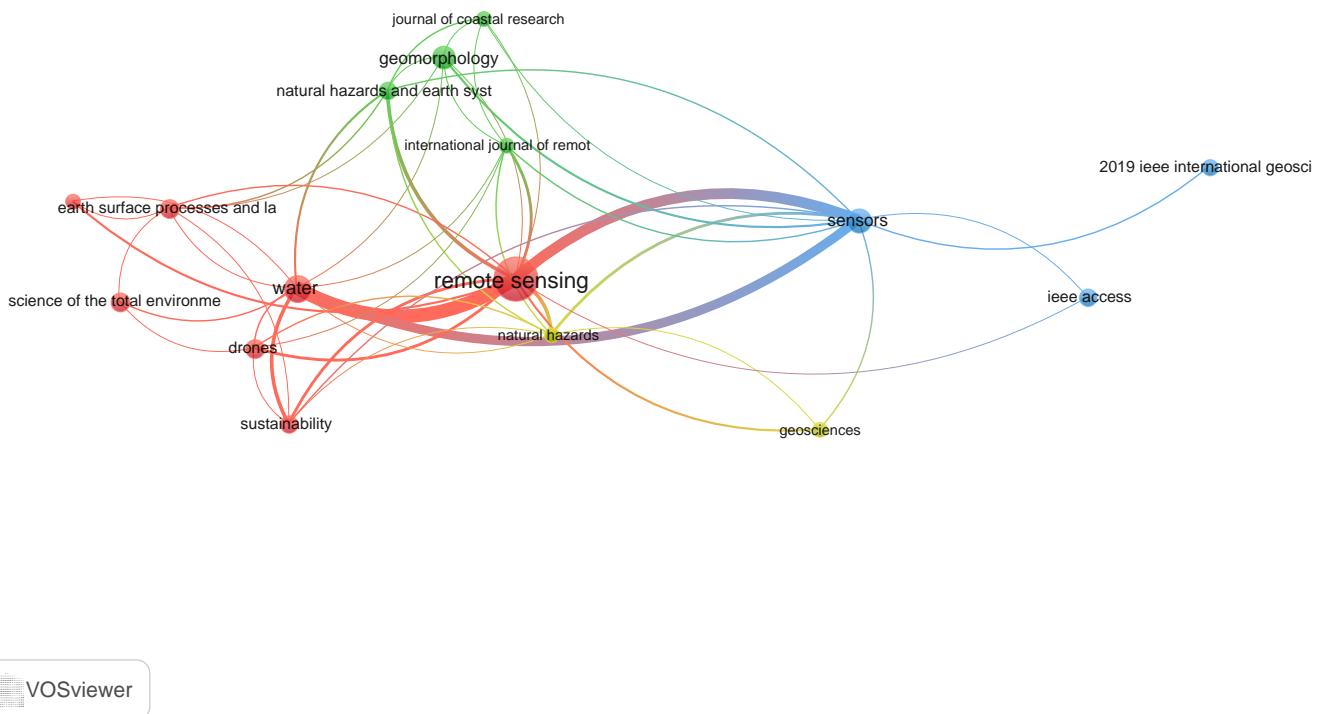 journal of coastal research
geomorphology
natural hazards and earth syst
international journal of remot
2019 ieee international geosci
earth surface processes and la
sensors
remote sensing
water
science of the total environme
ieee access
natural hazards
drones
sustainability
geosciences
VOSviewer